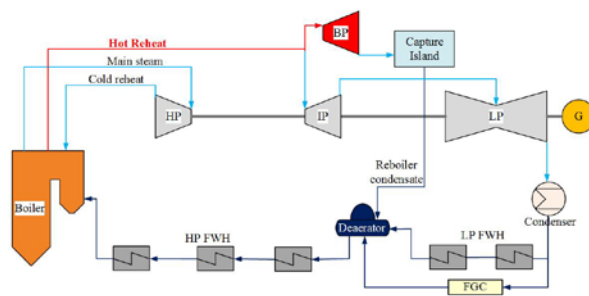 Hot Reheat
BP
Capture
Island
Main steam
Cold reheat
HP
IP
LP
G
Reboiler
condensate
Boiler
Deaerator
Condenser
HP FWH
LP FWH
FGC